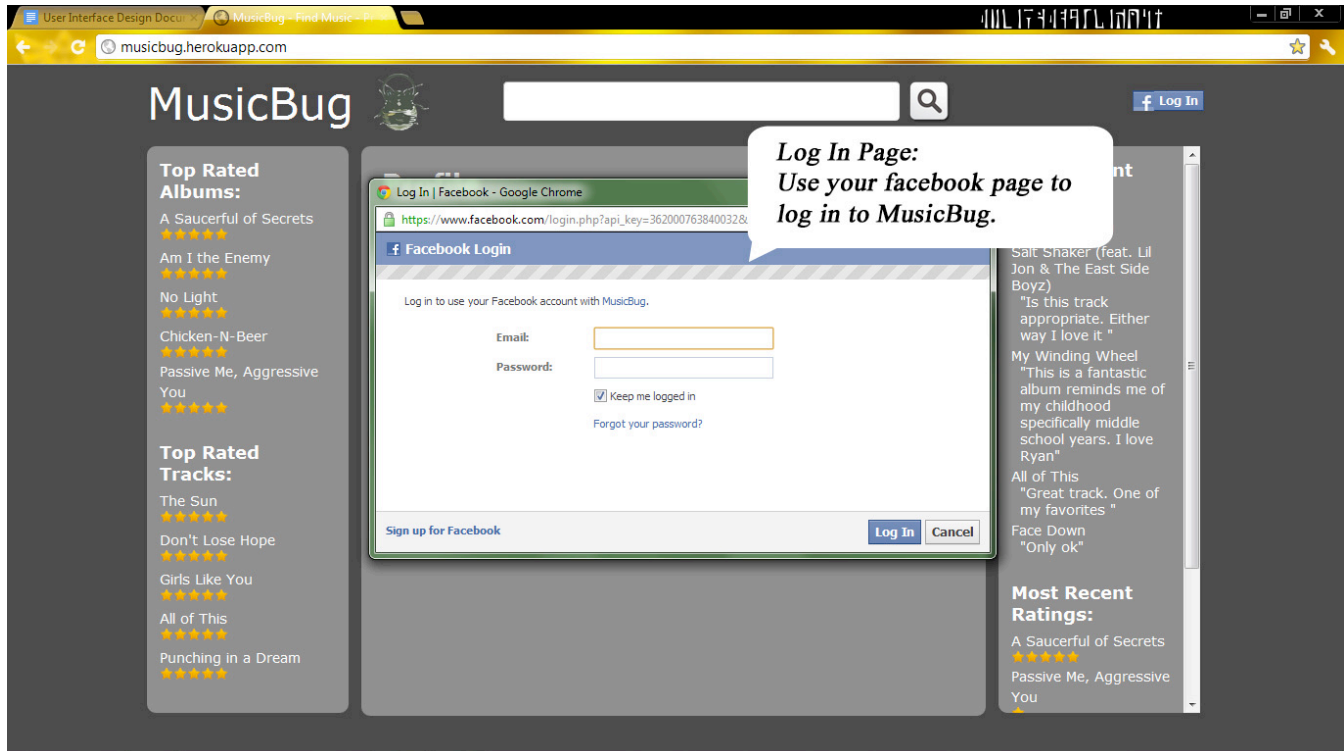 User Interface Design Docu
MusicBug - Find Music -
musicbug.herokuapp.com
MusicBug
f Log In
Top Rated
Albums:
A Saucerful of Secrets
Am I the Enemy
No Light
Chicken-N-Beer
Passive Me, Aggressive
You
Top Rated
Tracks:
The Sun
Don't Lose Hope
Girls Like You
All of This
Punching in a Dream
Log In | Facebook - Google Chrome
https://www.facebook.com/login.php?api_key=362000763840032&
f Facebook Login
Log in to use your Facebook account with MusicBug.
Email:
Password:
Keep me logged in
Forgot your password?
Sign up for Facebook
Log In
Cancel
Log In Page:
Use your facebook page to
log in to MusicBug.
Salt Shaker (feat. Lil
Jon & The East Side
Boyz)
"Is this track
appropriate. Either
way I love it "
My Winding Wheel
"This is a fantastic
album reminds me of
my childhood
specifically middle
school years. I love
Ryan"
All of This
"Great track. One of
my favorites "
Face Down
"Only ok"
Most Recent
Ratings:
A Saucerful of Secrets
Passive Me, Aggressive
You